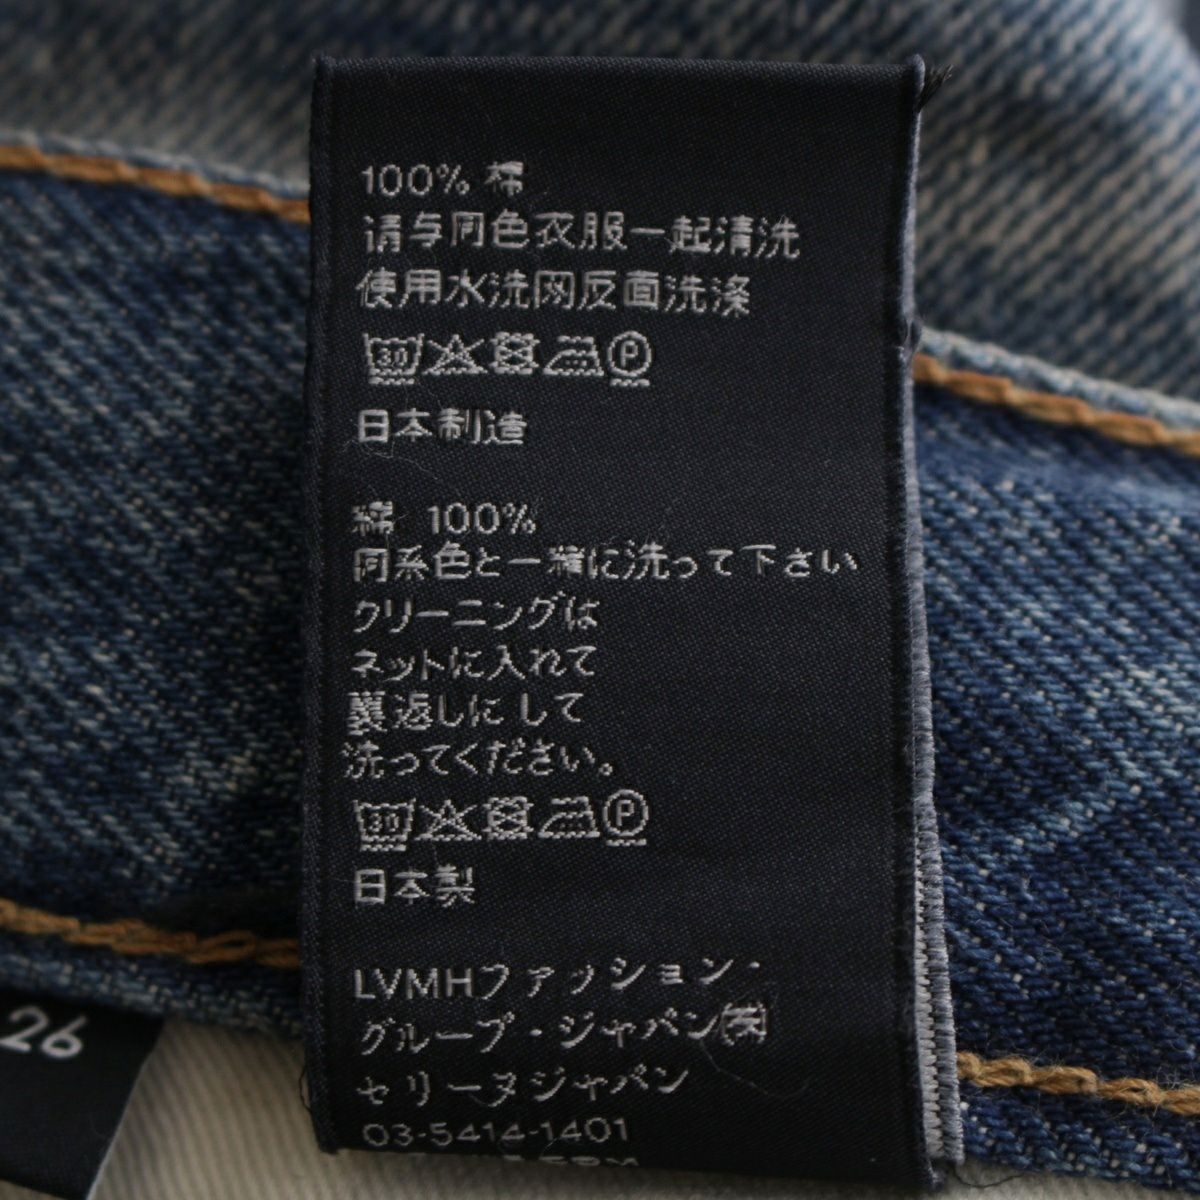 100% 棉
请与同色衣服一起清洗
使用水洗网反面洗涤
30 P
日本制造
綿 100%
同系色と一緒に洗って下さい
クリーニングは
ネットに入れて
裏返しにして
洗ってください。
30 P
日本製
LVMHファッション・
グループ・ジャパン㈱
セリーヌジャパン
03-5414-1401
26